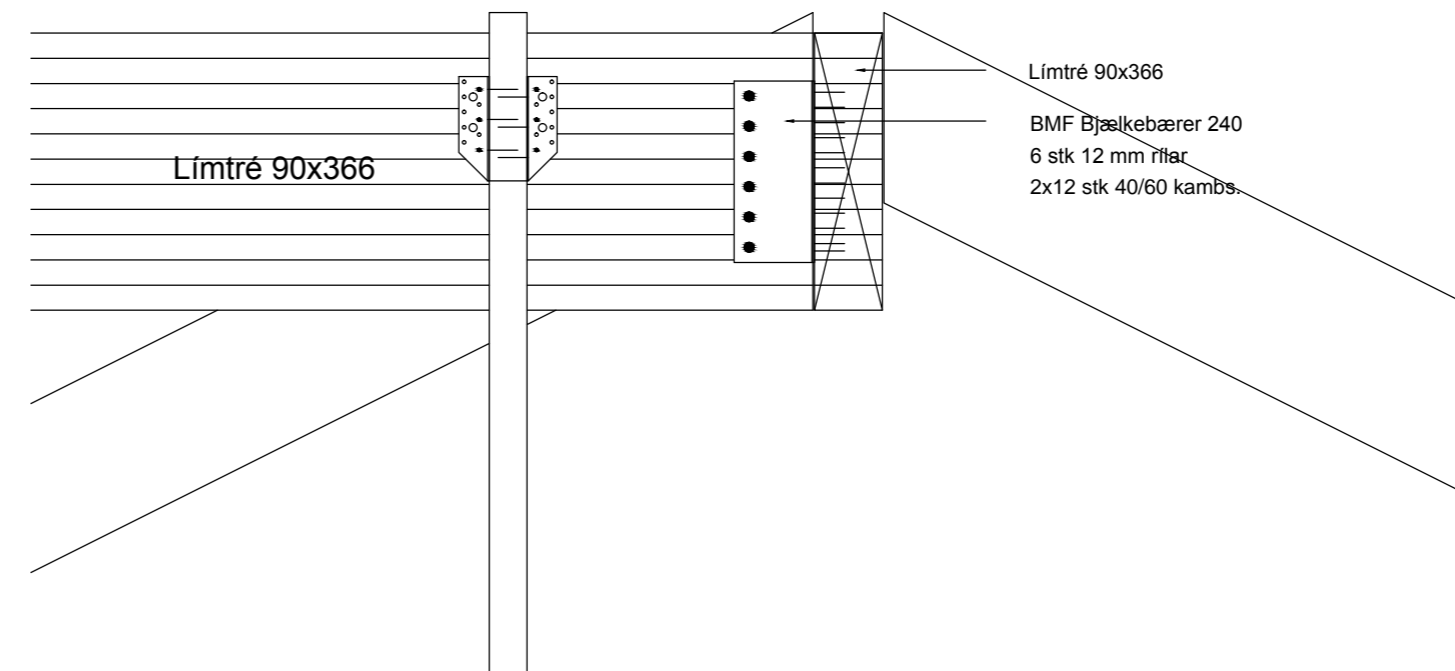 Límtré 90x366
BMF Bjælkebærer 240
6 stk 12 mm rílar
2x12 stk 40/60 kambs.
Límtré 90x366